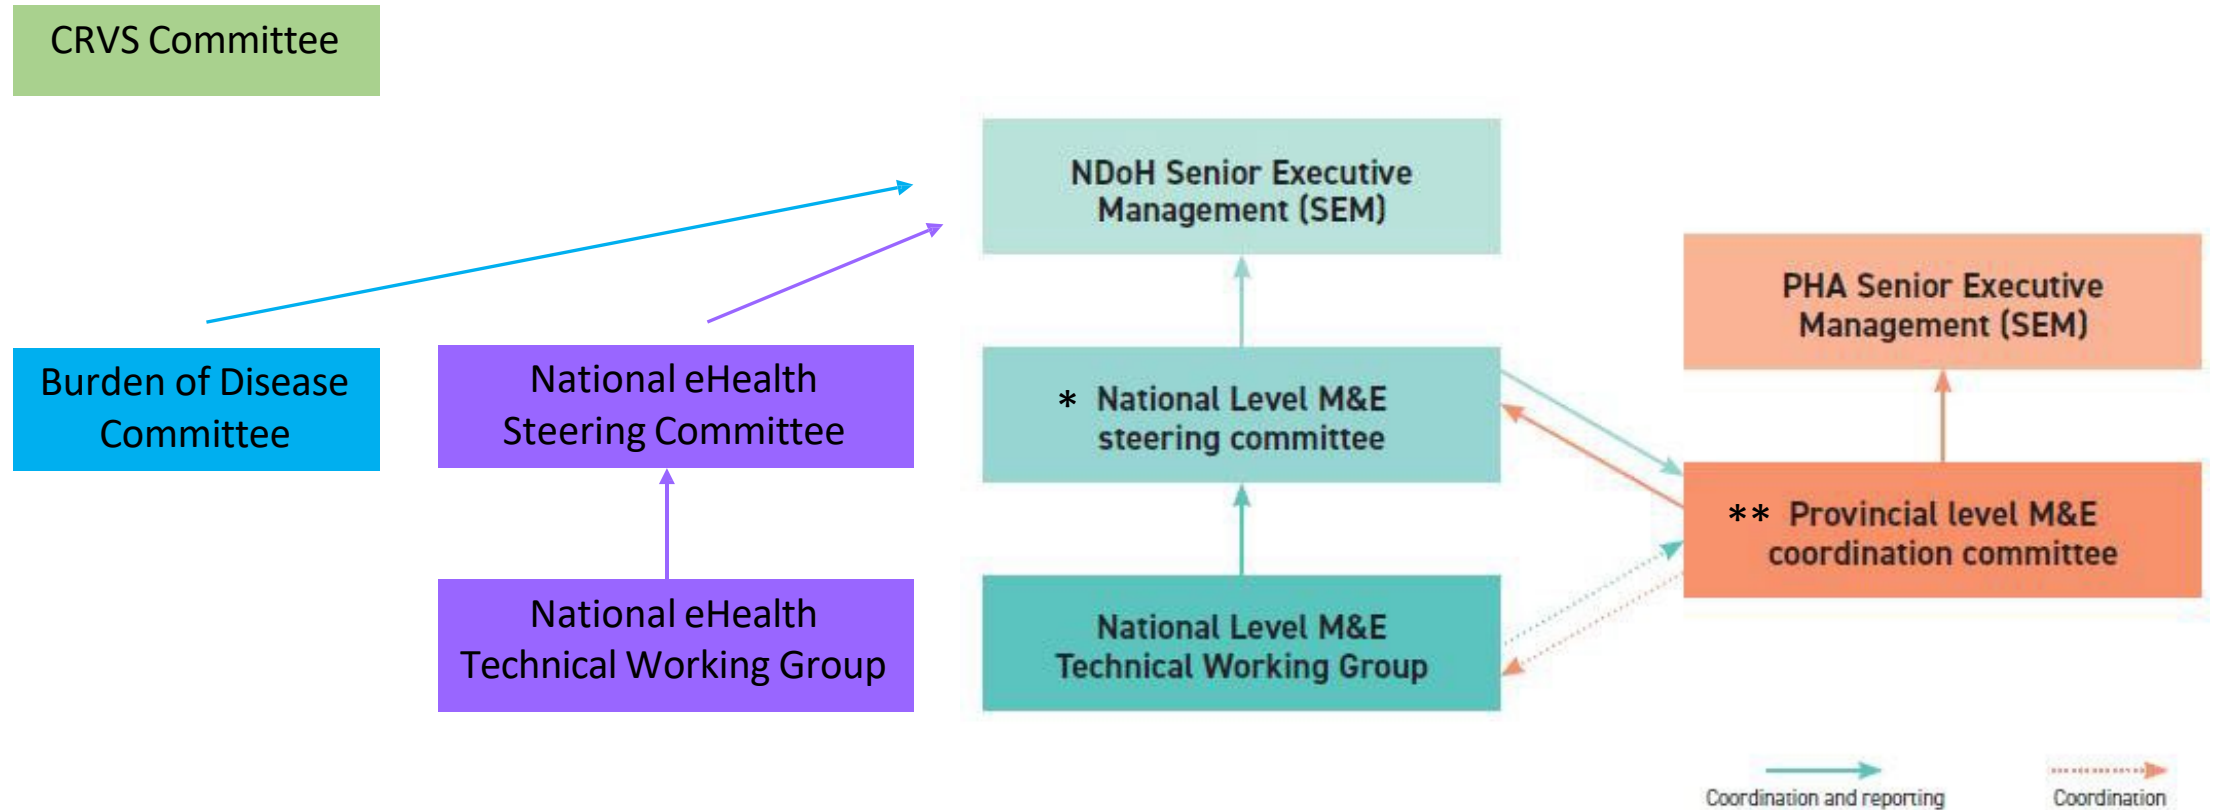 CRVS Committee
NDoH Senior Executive
Management (SEM)
PHA Senior Executive
Management (SEM)
Burden of Disease
Committee
National eHealth
Steering Committee
* National Level M&E
steering committee
** Provincial level M&E
coordination committee
National eHealth
Technical Working Group
National Level M&E
Technical Working Group
Coordination and reporting
Coordination